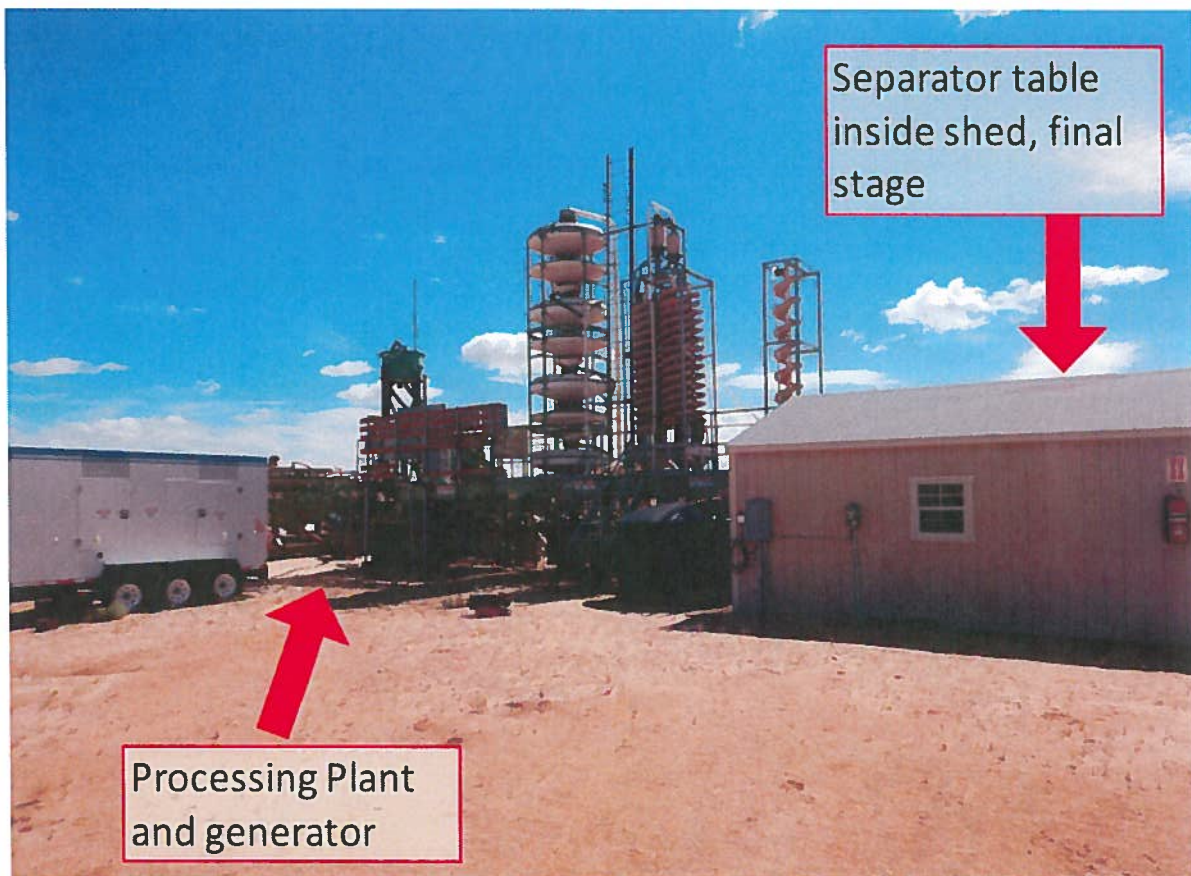 Separator table
inside shed, final
stage
Processing Plant
and generator